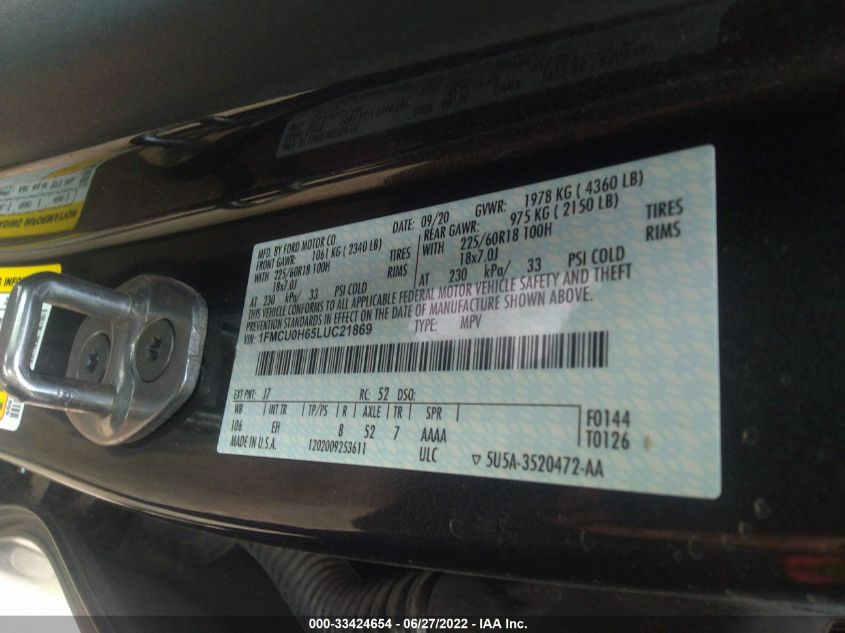 MFD. BY FORD MOTOR CO.
DATE: 09/20 GVWR: 1978 KG ( 4360 LB)
FRONT GAWR: 1061 KG ( 2340 LB) REAR GAWR: 975 KG ( 2150 LB)
WITH 225/60R18 100H TIRES WITH 225/60R18 100H TIRES
18x7.0J RIMS 18x7.0J RIMS
AT 230 kPa/ 33 PSI COLD AT 230 kPa/ 33 PSI COLD
THIS VEHICLE CONFORMS TO ALL APPLICABLE FEDERAL MOTOR VEHICLE SAFETY AND THEFT
PREVENTION STANDARDS IN EFFECT ON THE DATE OF MANUFACTURE SHOWN ABOVE.
VIN: 1FMCU0H65LUC21869 TYPE: MPV
EXT PNT: J7 RC: 52 DSO:
WB INT TR TP/PS R AXLE TR SPR
106 EH 8 52 7 AAAA F0144
MADE IN U.S.A. 1202009253611 ULC T0126
▽ 5U5A-3520472-AA
000-33424654 - 06/27/2022 - IAA Inc.